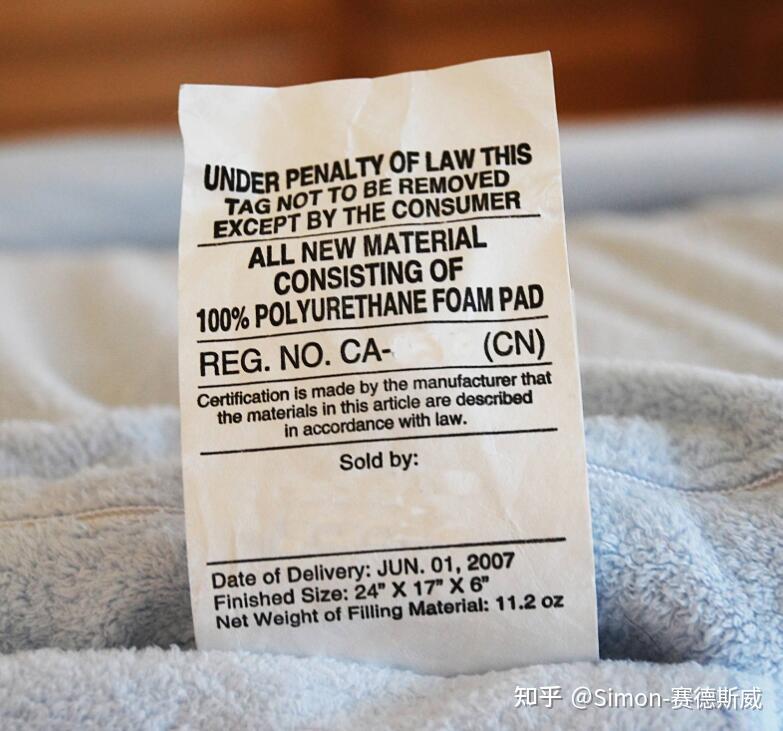 UNDER PENALTY OF LAW THIS
TAG NOT TO BE REMOVED
EXCEPT BY THE CONSUMER
ALL NEW MATERIAL
CONSISTING OF
100% POLYURETHANE FOAM PAD
REG. NO. CA- (CN)
Certification is made by the manufacturer that
the materials in this article are described
in accordance with law.
Sold by:
Date of Delivery: JUN. 01, 2007
Finished Size: 24" X 17" X 6"
Net Weight of Filling Material: 11.2 oz
知乎 @Simon-赛德斯威